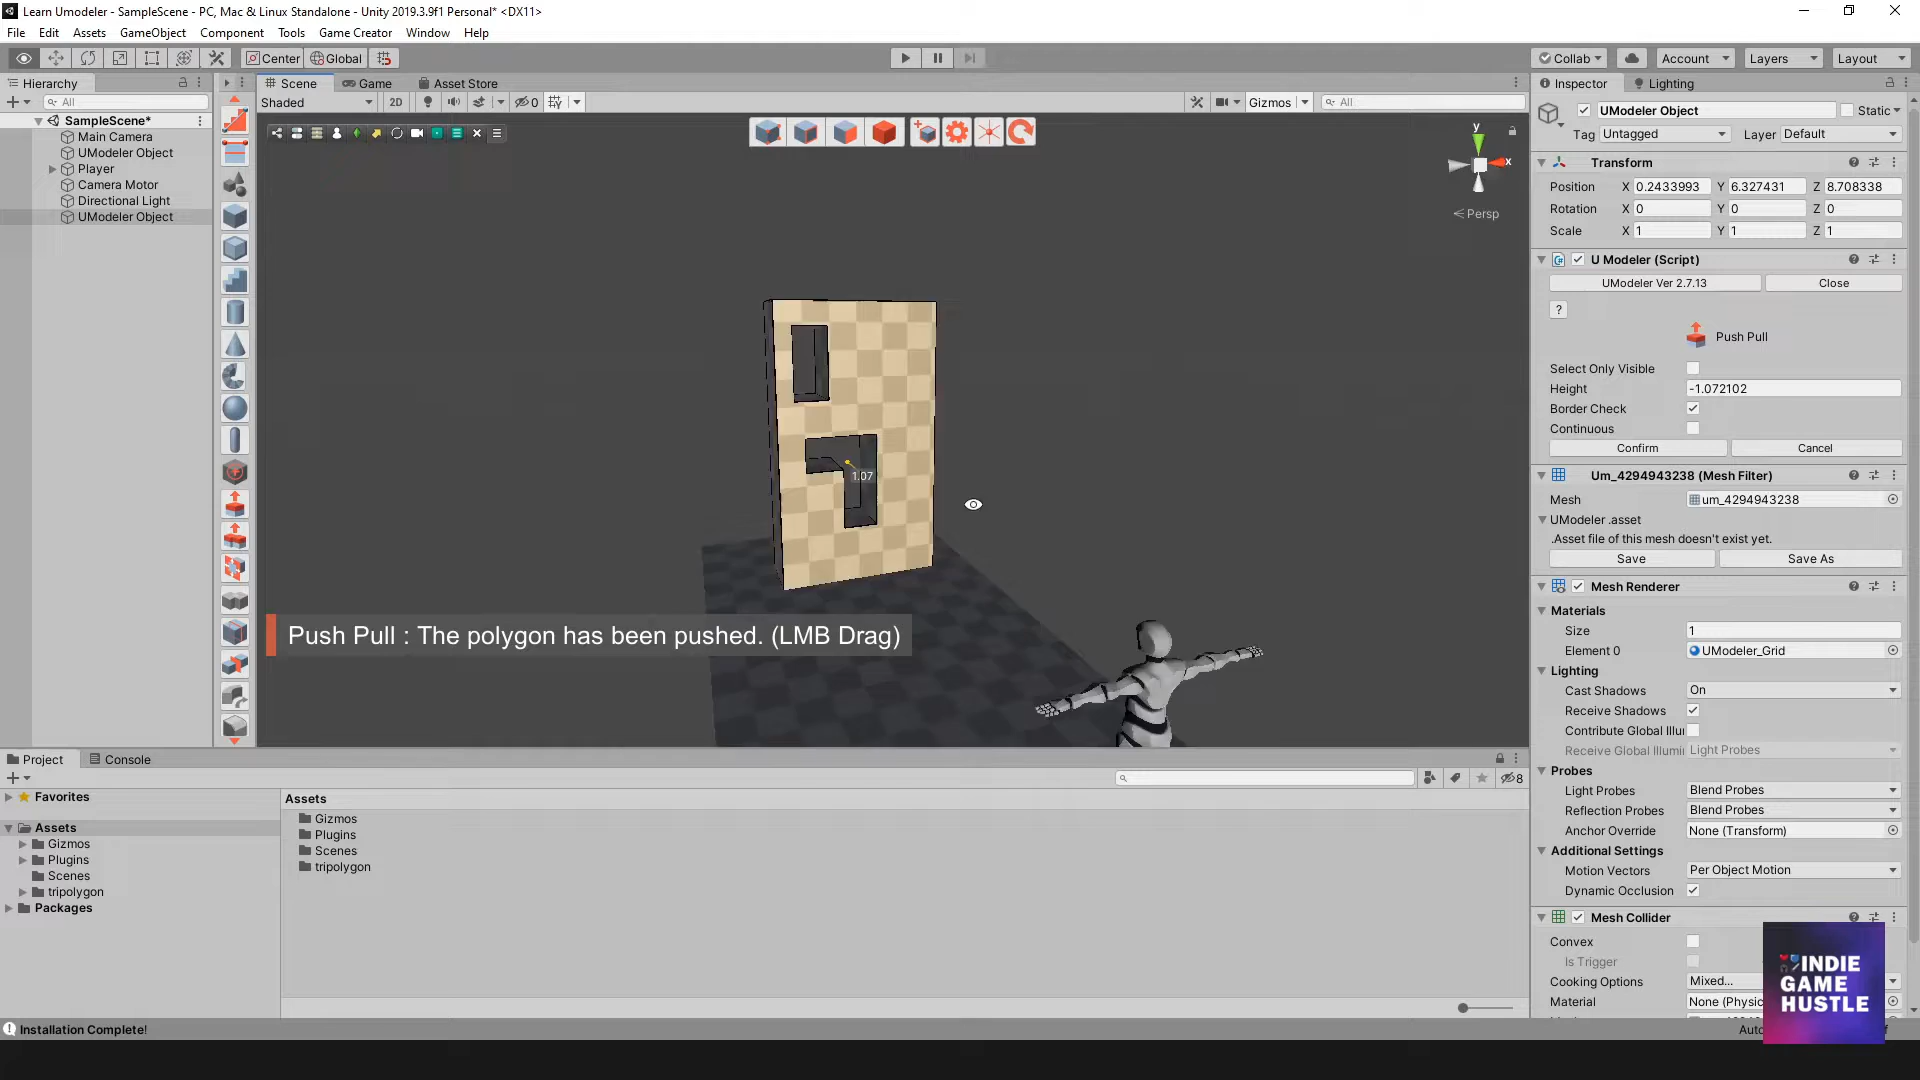 Learn Umodeler - SampleScene - PC, Mac & Linux Standalone - Unity 2019.3.9f1 Personal* <DX11>
File Edit Assets GameObject Component Tools Game Creator Window Help
Center Global Collab Account Layers Layout
Hierarchy
All
SampleScene*
Main Camera
UModeler Object
Player
Camera Motor
Directional Light
UModeler Object
Scene Game Asset Store
Shaded 2D 0 Gizmos All
y
x
Persp
1.07
Push Pull : The polygon has been pushed. (LMB Drag)
Inspector Lighting
UModeler Object Static
Tag Untagged Layer Default
Transform
Position X 0.2433993 Y 6.327431 Z 8.708338
Rotation X 0 Y 0 Z 0
Scale X 1 Y 1 Z 1
U Modeler (Script)
UModeler Ver 2.7.13 Close
?
Push Pull
Select Only Visible
Height -1.072102
Border Check
Continuous
Confirm Cancel
Um_4294943238 (Mesh Filter)
Mesh um_4294943238
UModeler .asset
.Asset file of this mesh doesn't exist yet.
Save Save As
Mesh Renderer
Materials
Size 1
Element 0 UModeler_Grid
Lighting
Cast Shadows On
Receive Shadows
Contribute Global Illu
Receive Global Illumi Light Probes
Probes
Light Probes Blend Probes
Reflection Probes Blend Probes
Anchor Override None (Transform)
Additional Settings
Motion Vectors Per Object Motion
Dynamic Occlusion
Mesh Collider
Convex
Is Trigger
Cooking Options Mixed...
Material None (Physic
INDIE
GAME
HUSTLE
Project Console
8
Favorites
Assets
Gizmos
Plugins
Scenes
tripolygon
Packages
Assets
Gizmos
Plugins
Scenes
tripolygon
Installation Complete!